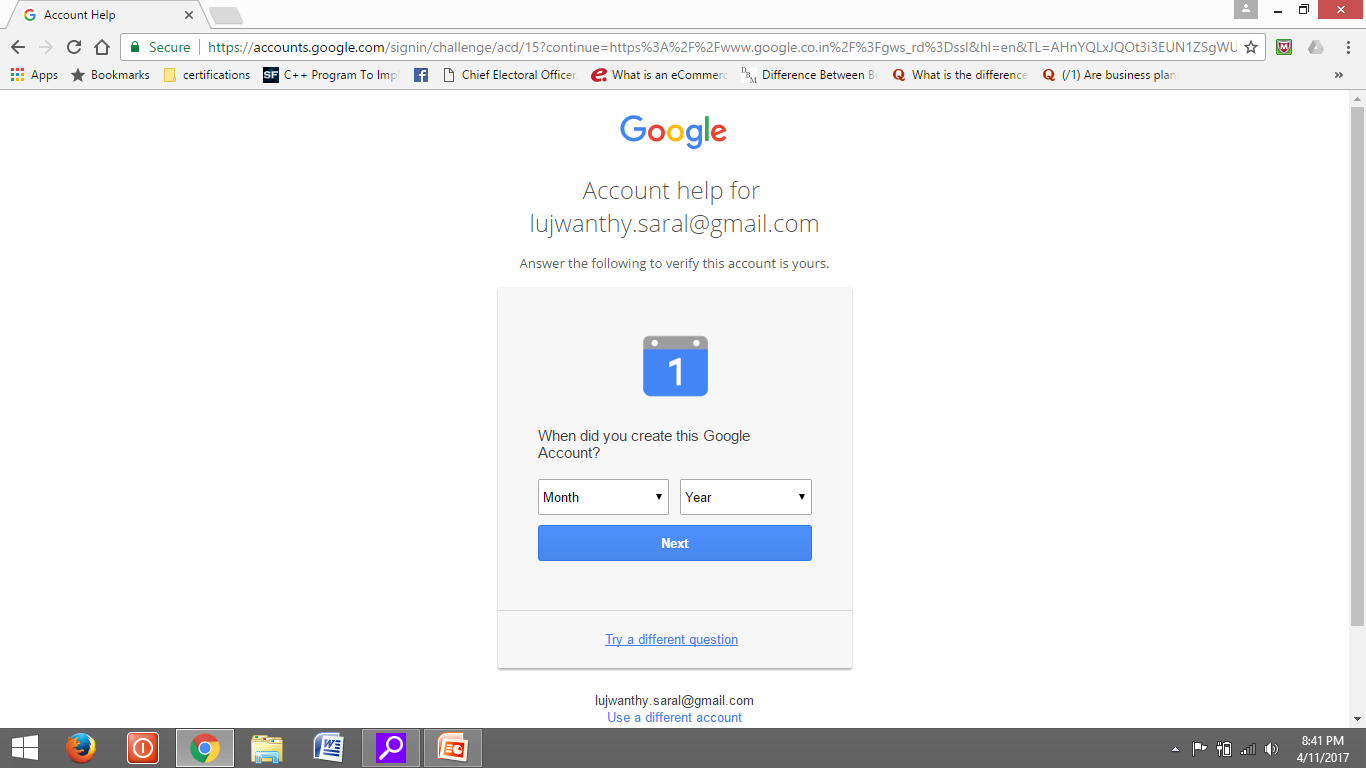 Account Help
Secure
https://accounts.google.com/signin/challenge/acd/15?continue=https%3A%2F%2Fwww.google.co.in%2F%3Fgws_rd%3Dssl&hl=en&TL=AHnYQLxJQOt3i3EUN1ZSgWU
Apps Bookmarks certifications SF C++ Program To Impl Chief Electoral Officer What is an eCommerc DBM Difference Between B What is the difference (/1) Are business plan
Google
Account help for
lujwanthy.saral@gmail.com
Answer the following to verify this account is yours.
1
When did you create this Google
Account?
Month Year
Next
Try a different question
lujwanthy.saral@gmail.com
Use a different account
8:41 PM
4/11/2017